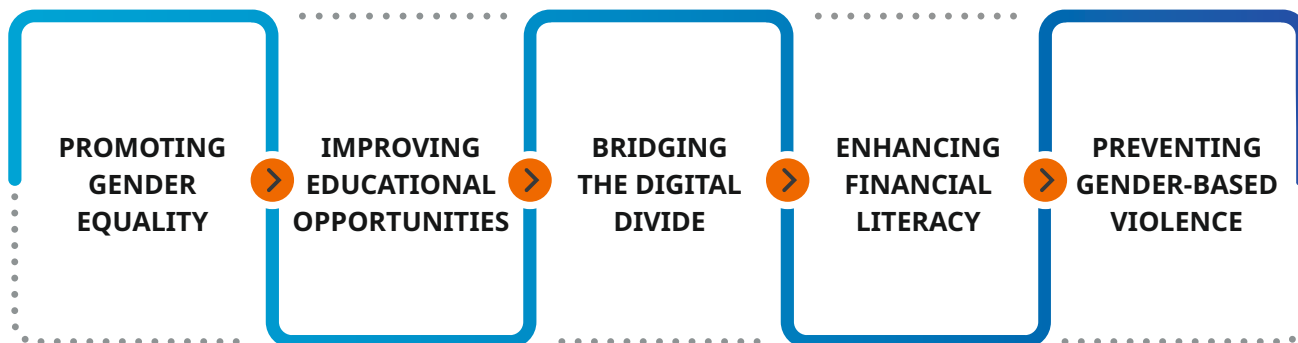 PROMOTING
GENDER
EQUALITY
IMPROVING
EDUCATIONAL
OPPORTUNITIES
BRIDGING
THE DIGITAL
DIVIDE
ENHANCING
FINANCIAL
LITERACY
PREVENTING
GENDER-BASED
VIOLENCE